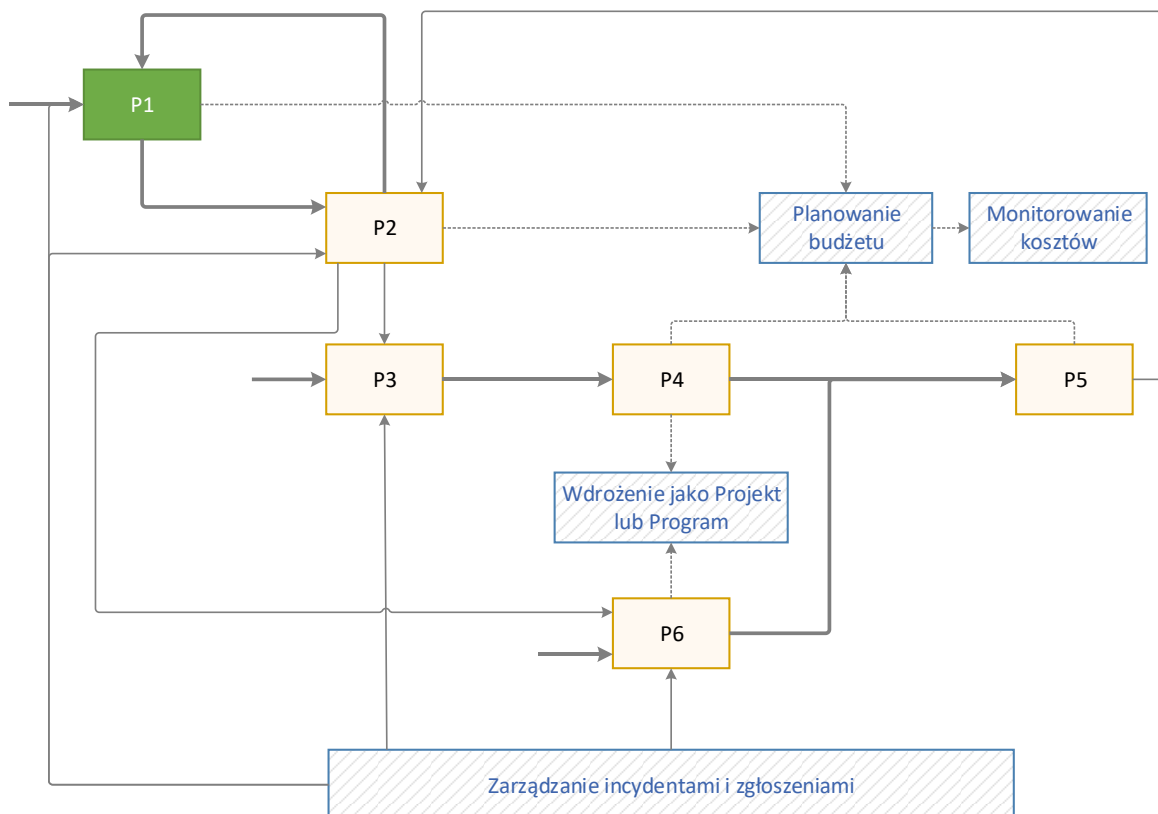 P1
P2
Planowanie
budżetu
Monitorowanie
kosztów
P3
P4
P5
Wdrożenie jako Projekt
lub Program
P6
Zarządzanie incydentami i zgłoszeniami